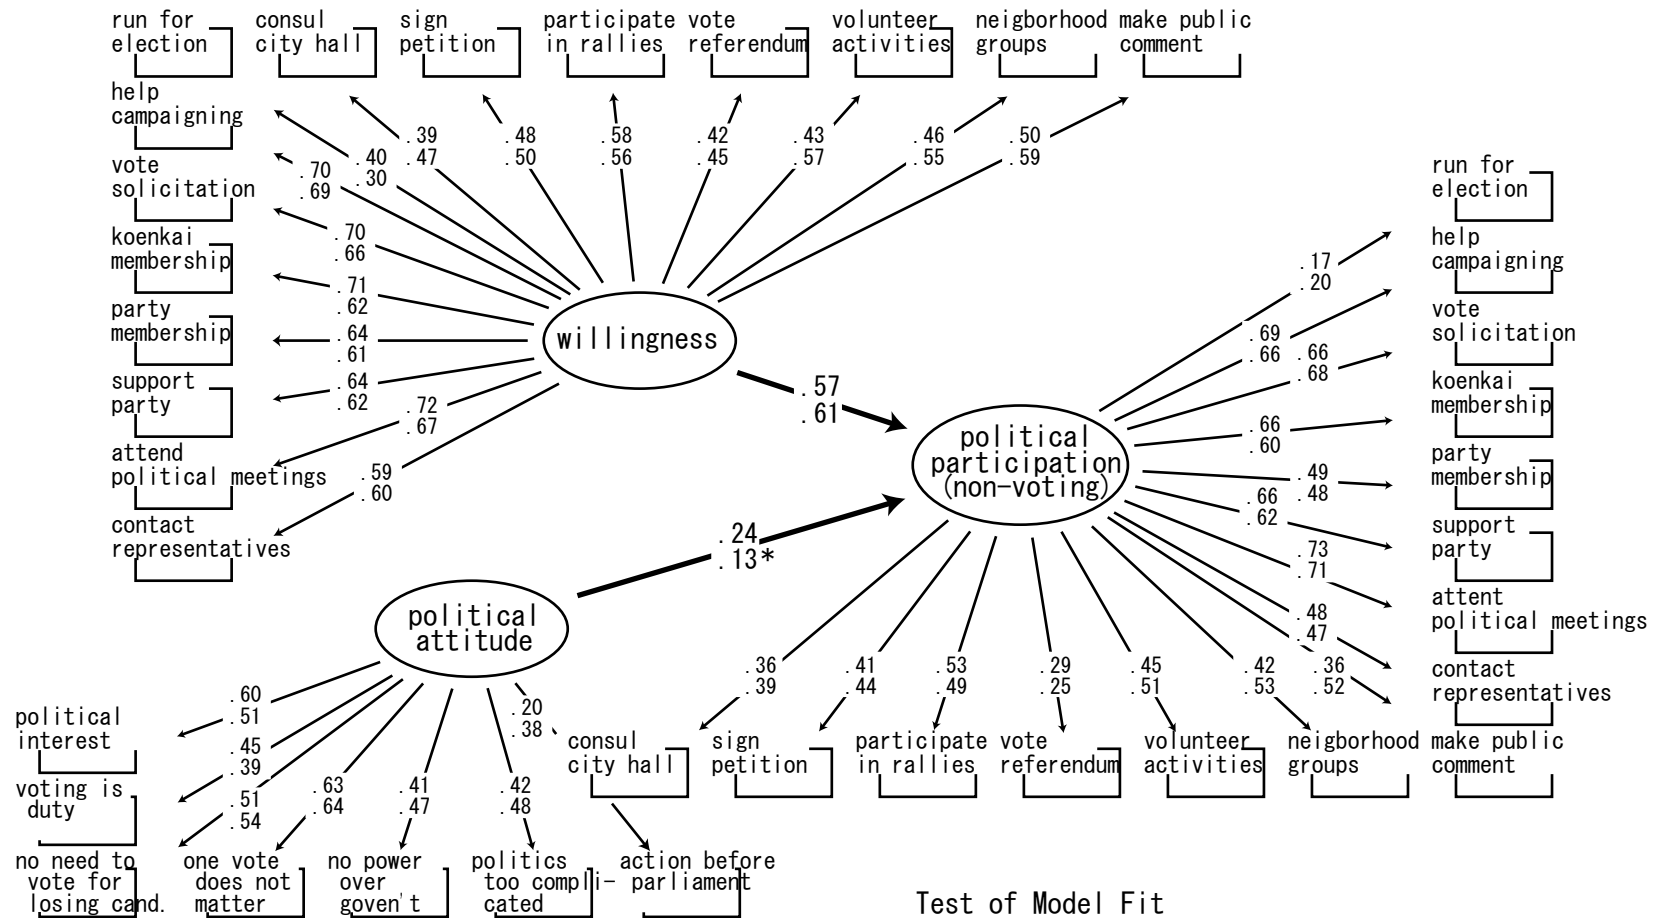 run for
election
consul
city hall
sign
petition
participate
in rallies
vote
referendum
volunteer
activities
neigborhood
groups
make public
comment
help
campaigning
vote
solicitation
koenkai
membership
party
membership
support
party
attend
political meetings
contact
representatives
.39
.47
.48
.50
.58
.56
.42
.45
.43
.57
.46
.55
.50
.59
.40
.30
.70
.69
.70
.66
.71
.62
.64
.61
.64
.62
.72
.67
.59
.60
willingness
.57
.61
political
participation
(non-voting)
.24
.13*
political
attitude
run for
election
help
campaigning
vote
solicitation
koenkai
membership
party
membership
support
party
attent
political meetings
contact
representatives
.17
.20
.69
.66
.66
.68
.66
.60
.49
.48
.66
.62
.73
.71
.48
.47
.36
.52
.36
.39
.41
.44
.53
.49
.29
.25
.45
.51
.42
.53
consul
city hall
sign
petition
participate
in rallies
vote
referendum
volunteer
activities
neigborhood
groups
make public
comment
.60
.51
.45
.39
.51
.54
.63
.64
.41
.47
.42
.48
.20
.38
political
interest
voting is
duty
no need to
vote for
losing cand.
one vote
does not
matter
no power
over
goven't
politics
too compli-
cated
action before
parliament
Test of Model Fit